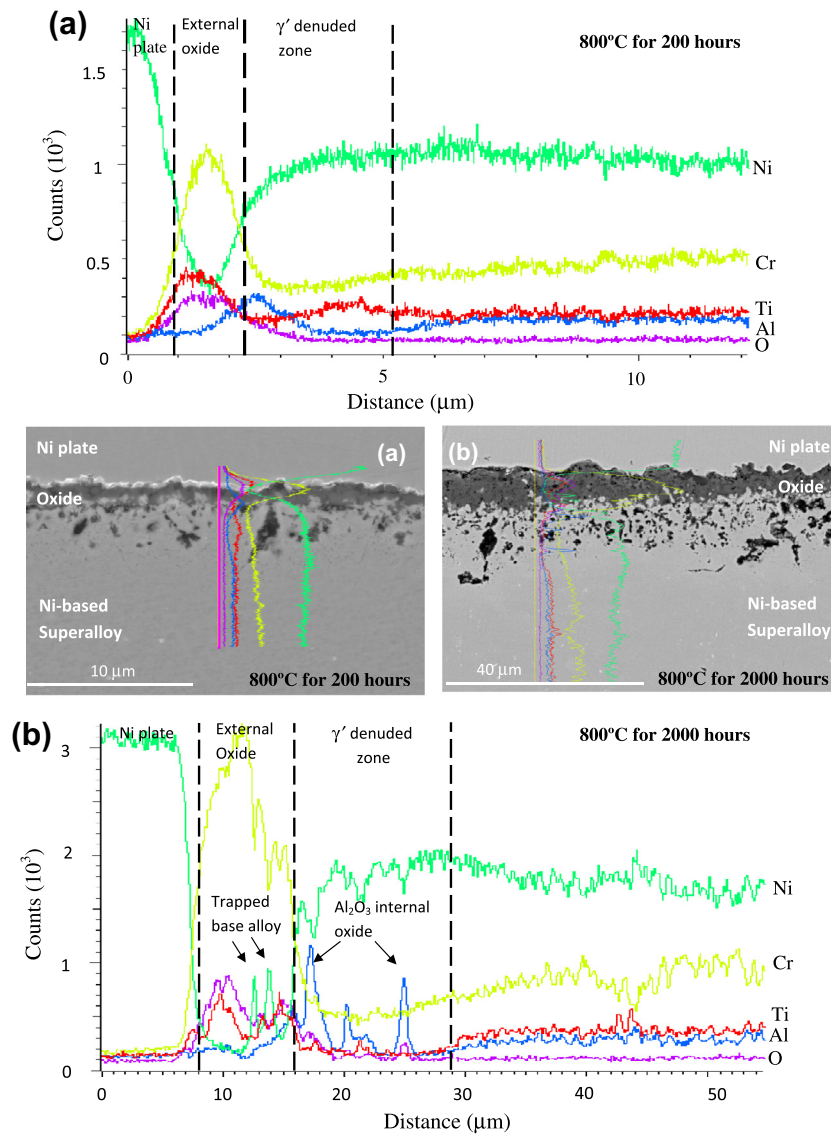 (a)
Ni
plate
External
oxide
γ′ denuded
zone
800ºC for 200 hours
1.5
1
0.5
0
Counts (10³)
Ni
Cr
Ti
Al
O
0
5
10
Distance (μm)
Ni plate
(a)
Oxide
Ni-based
Superalloy
10 μm
800ºC for 200 hours
(b)
Ni plate
Oxide
Ni-based
Superalloy
40 μm
800ºC for 2000 hours
(b)
Ni plate
External
Oxide
γ′ denuded
zone
800ºC for 2000 hours
3
2
1
0
Counts (10³)
Trapped
base alloy
Al₂O₃ internal
oxide
Ni
Cr
Ti
Al
O
0
10
20
30
40
50
Distance (μm)